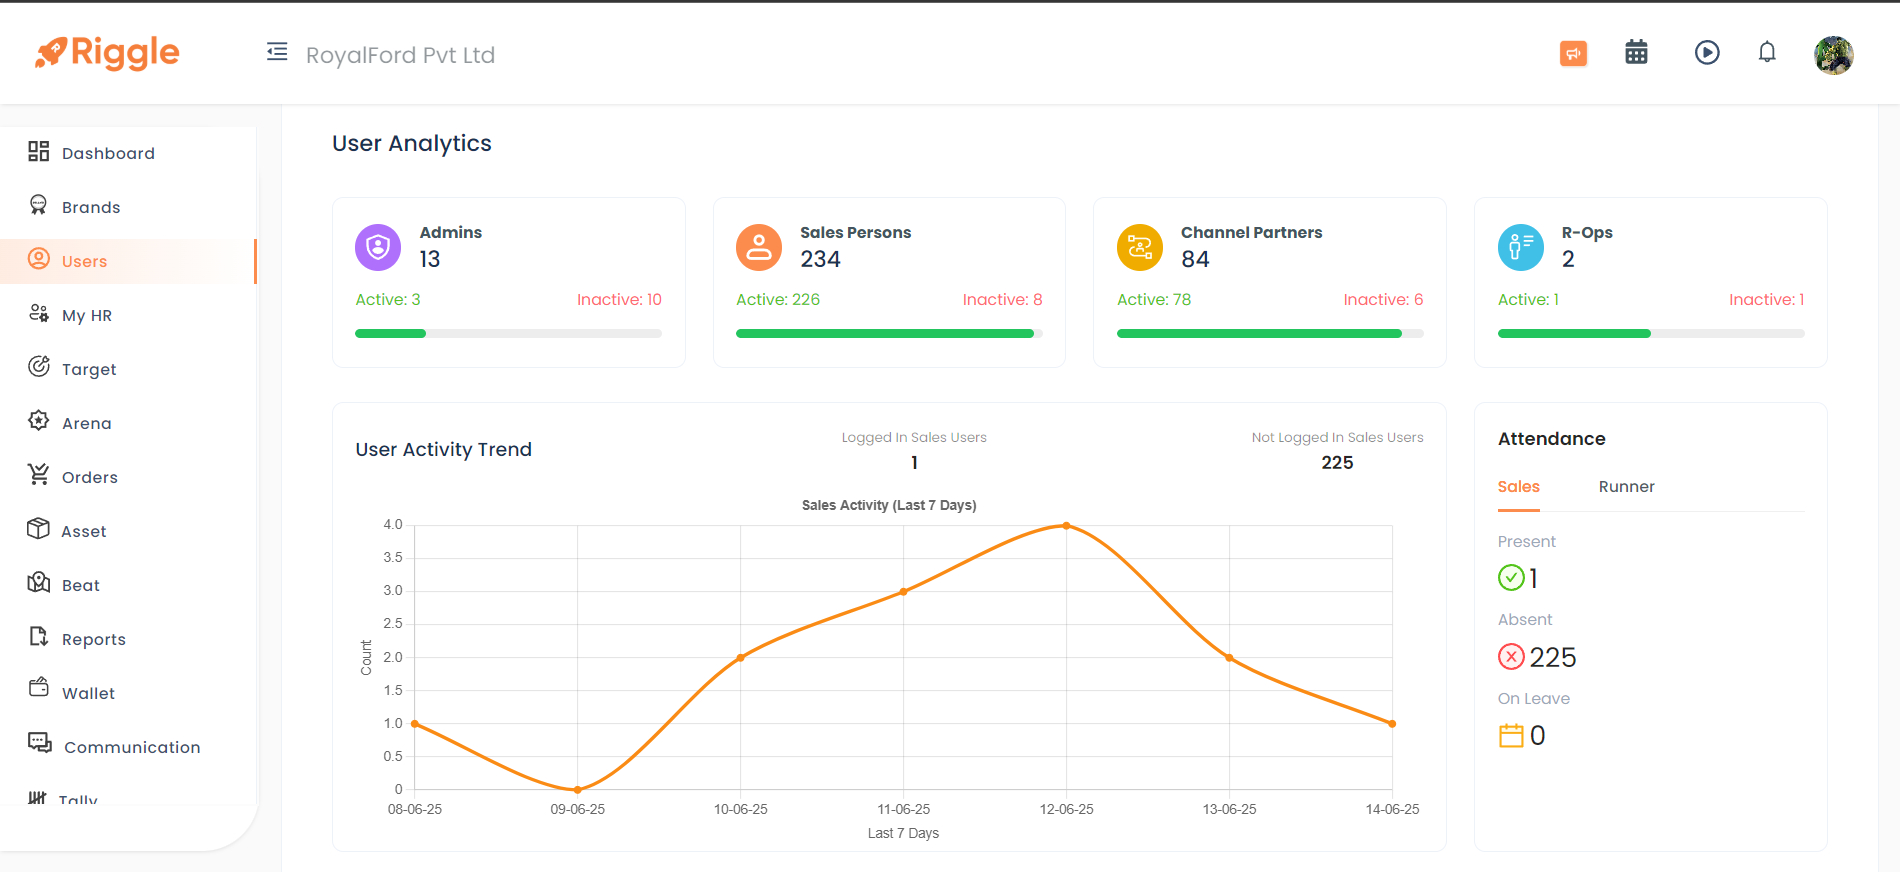 Riggle
RoyalFord Pvt Ltd
Dashboard
Brands
Users
My HR
Target
Arena
Orders
Asset
Beat
Reports
Wallet
Communication
Tally
User Analytics
Admins
13
Active: 3
Inactive: 10
Sales Persons
234
Active: 226
Inactive: 8
Channel Partners
84
Active: 78
Inactive: 6
R-Ops
2
Active: 1
Inactive: 1
User Activity Trend
Logged In Sales Users
1
Not Logged In Sales Users
225
Sales Activity (Last 7 Days)
Count
4.0
3.5
3.0
2.5
2.0
1.5
1.0
0.5
0
08-06-25
09-06-25
10-06-25
11-06-25
12-06-25
13-06-25
14-06-25
Last 7 Days
Attendance
Sales
Runner
Present
1
Absent
225
On Leave
0